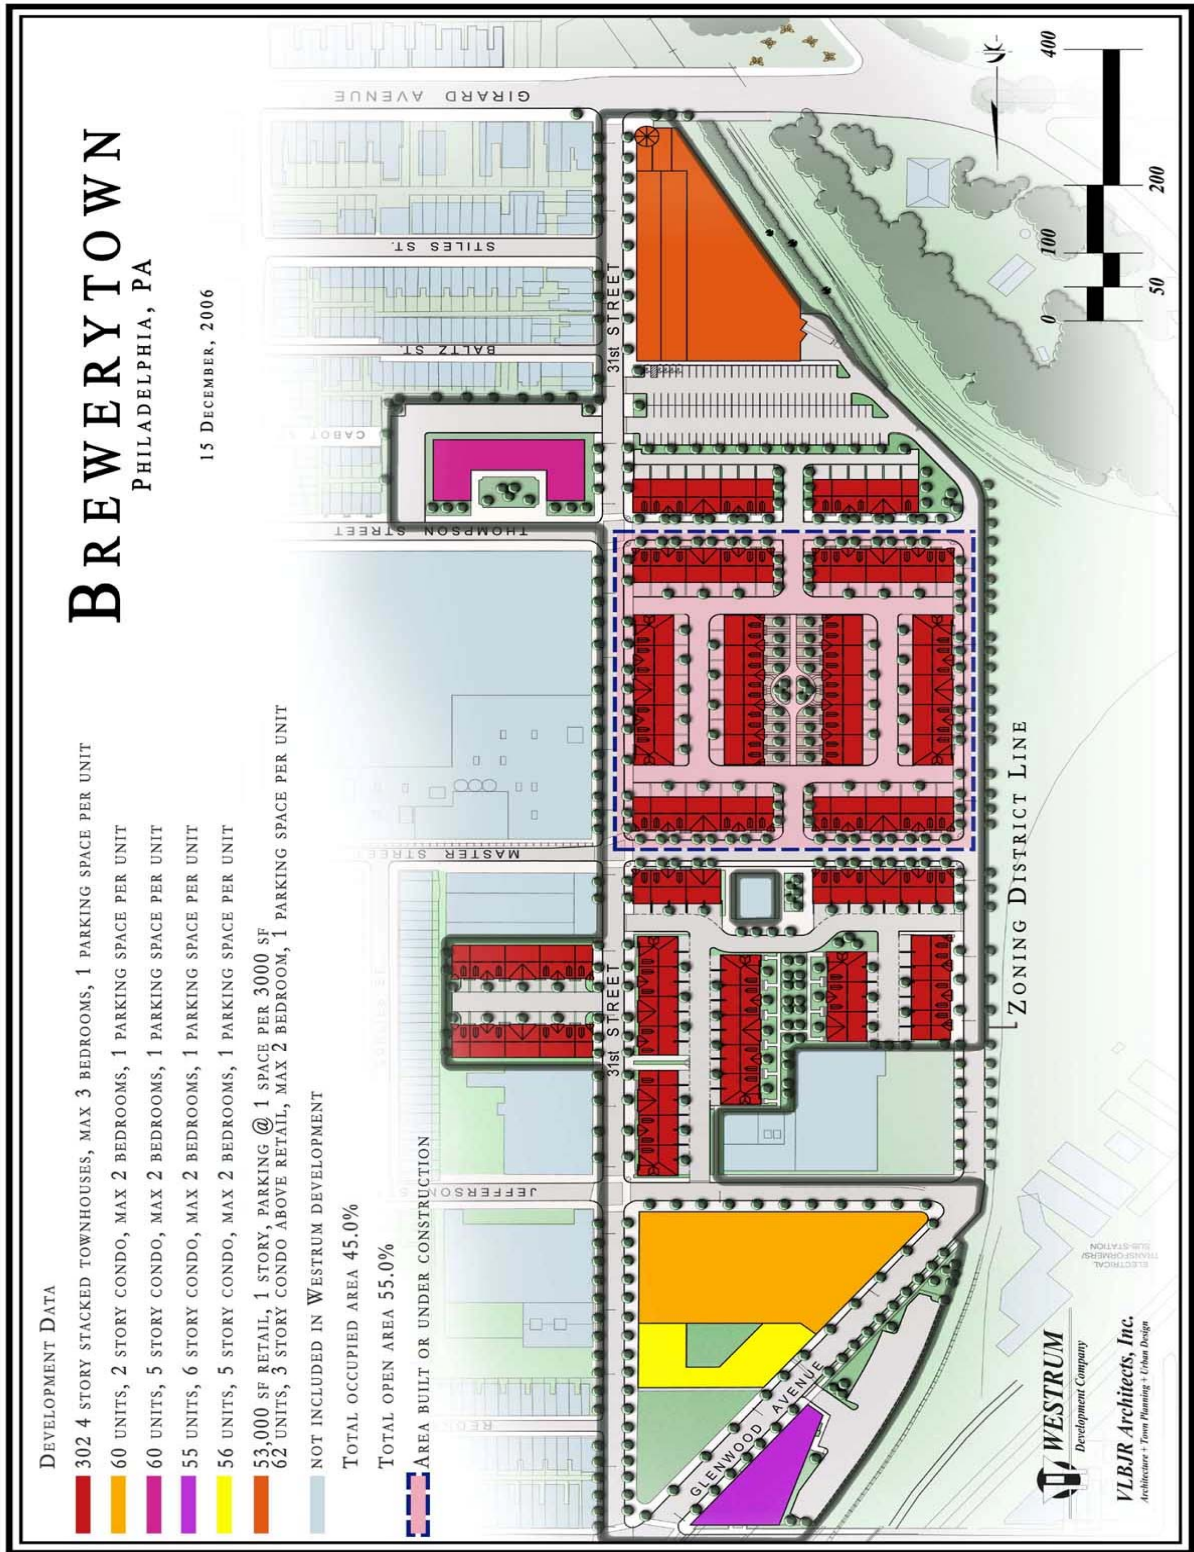 BREWERYTOWN
PHILADELPHIA, PA
15 DECEMBER, 2006
DEVELOPMENT DATA
302 4 STORY STACKED TOWNHOUSES, MAX 3 BEDROOMS, 1 PARKING SPACE PER UNIT
60 UNITS, 2 STORY CONDO, MAX 2 BEDROOMS, 1 PARKING SPACE PER UNIT
60 UNITS, 5 STORY CONDO, MAX 2 BEDROOMS, 1 PARKING SPACE PER UNIT
55 UNITS, 6 STORY CONDO, MAX 2 BEDROOMS, 1 PARKING SPACE PER UNIT
56 UNITS, 5 STORY CONDO, MAX 2 BEDROOMS, 1 PARKING SPACE PER UNIT
53,000 SF RETAIL, 1 STORY, PARKING @ 1 SPACE PER 3000 SF
62 UNITS, 3 STORY CONDO ABOVE RETAIL, MAX 2 BEDROOM, 1 PARKING SPACE PER UNIT
NOT INCLUDED IN WESTRUM DEVELOPMENT
TOTAL OCCUPIED AREA 45.0%
TOTAL OPEN AREA 55.0%
AREA BUILT OR UNDER CONSTRUCTION
GIRARD AVENUE
STILES ST.
BALTZ ST.
CABOT
THOMPSON STREET
MASTER STREET
JEFFERSON
31st STREET
31st STREET
GLENWOOD AVENUE
ZONING DISTRICT LINE
ELECTRICAL
TRANSFORMERS/
SUB-STATION
0
50
100
200
400
WESTRUM
Development Company
VLBJR Architects, Inc.
Architecture + Town Planning + Urban Design